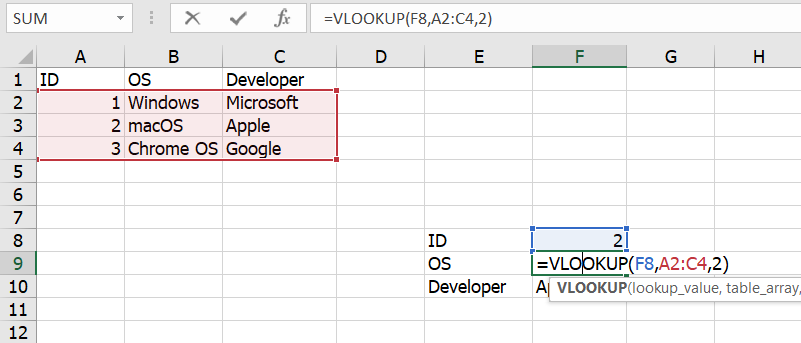 SUM =VLOOKUP(F8,A2:C4,2)
A B C D E F G H
1 ID OS Developer
2 1 Windows Microsoft
3 2 macOS Apple
4 3 Chrome OS Google
5
6
7
8 ID 2
9 OS =VLOOKUP(F8,A2:C4,2)
10 Developer VLOOKUP(lookup_value, table_array,
11
12